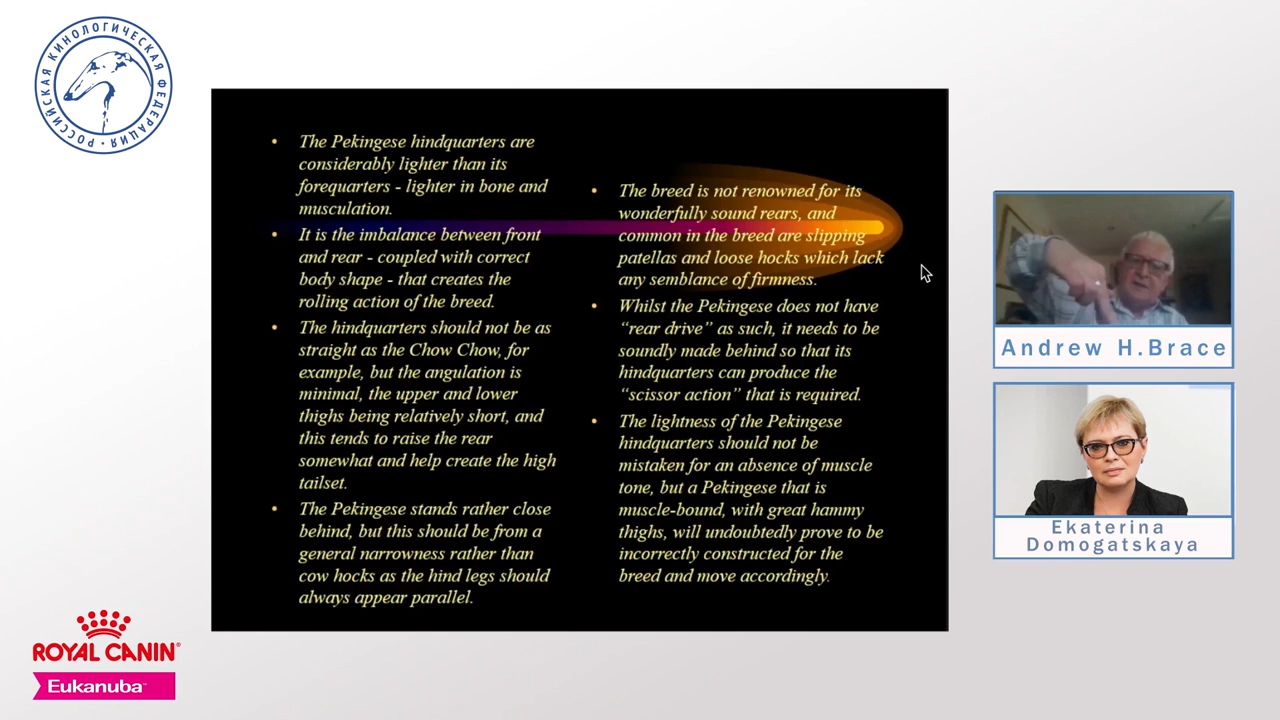 РОССИЙСКАЯ КИНОЛОГИЧЕСКАЯ ФЕДЕРАЦИЯ
• The Pekingese hindquarters are
considerably lighter than its
forequarters - lighter in bone and
musculation.
• It is the imbalance between front
and rear - coupled with correct
body shape - that creates the
rolling action of the breed.
• The hindquarters should not be as
straight as the Chow Chow, for
example, but the angulation is
minimal, the upper and lower
thighs being relatively short, and
this tends to raise the rear
somewhat and help create the high
tailset.
• The Pekingese stands rather close
behind, but this should be from a
general narrowness rather than
cow hocks as the hind legs should
always appear parallel.
• The breed is not renowned for its
wonderfully sound rears, and
common in the breed are slipping
patellas and loose hocks which lack
any semblance of firmness.
• Whilst the Pekingese does not have
“rear drive” as such, it needs to be
soundly made behind so that its
hindquarters can produce the
“scissor action” that is required.
• The lightness of the Pekingese
hindquarters should not be
mistaken for an absence of muscle
tone, but a Pekingese that is
muscle-bound, with great hammy
thighs, will undoubtedly prove to be
incorrectly constructed for the
breed and move accordingly.
Andrew H.Brace
Ekaterina
Domogatskaya
ROYAL CANIN
Eukanuba